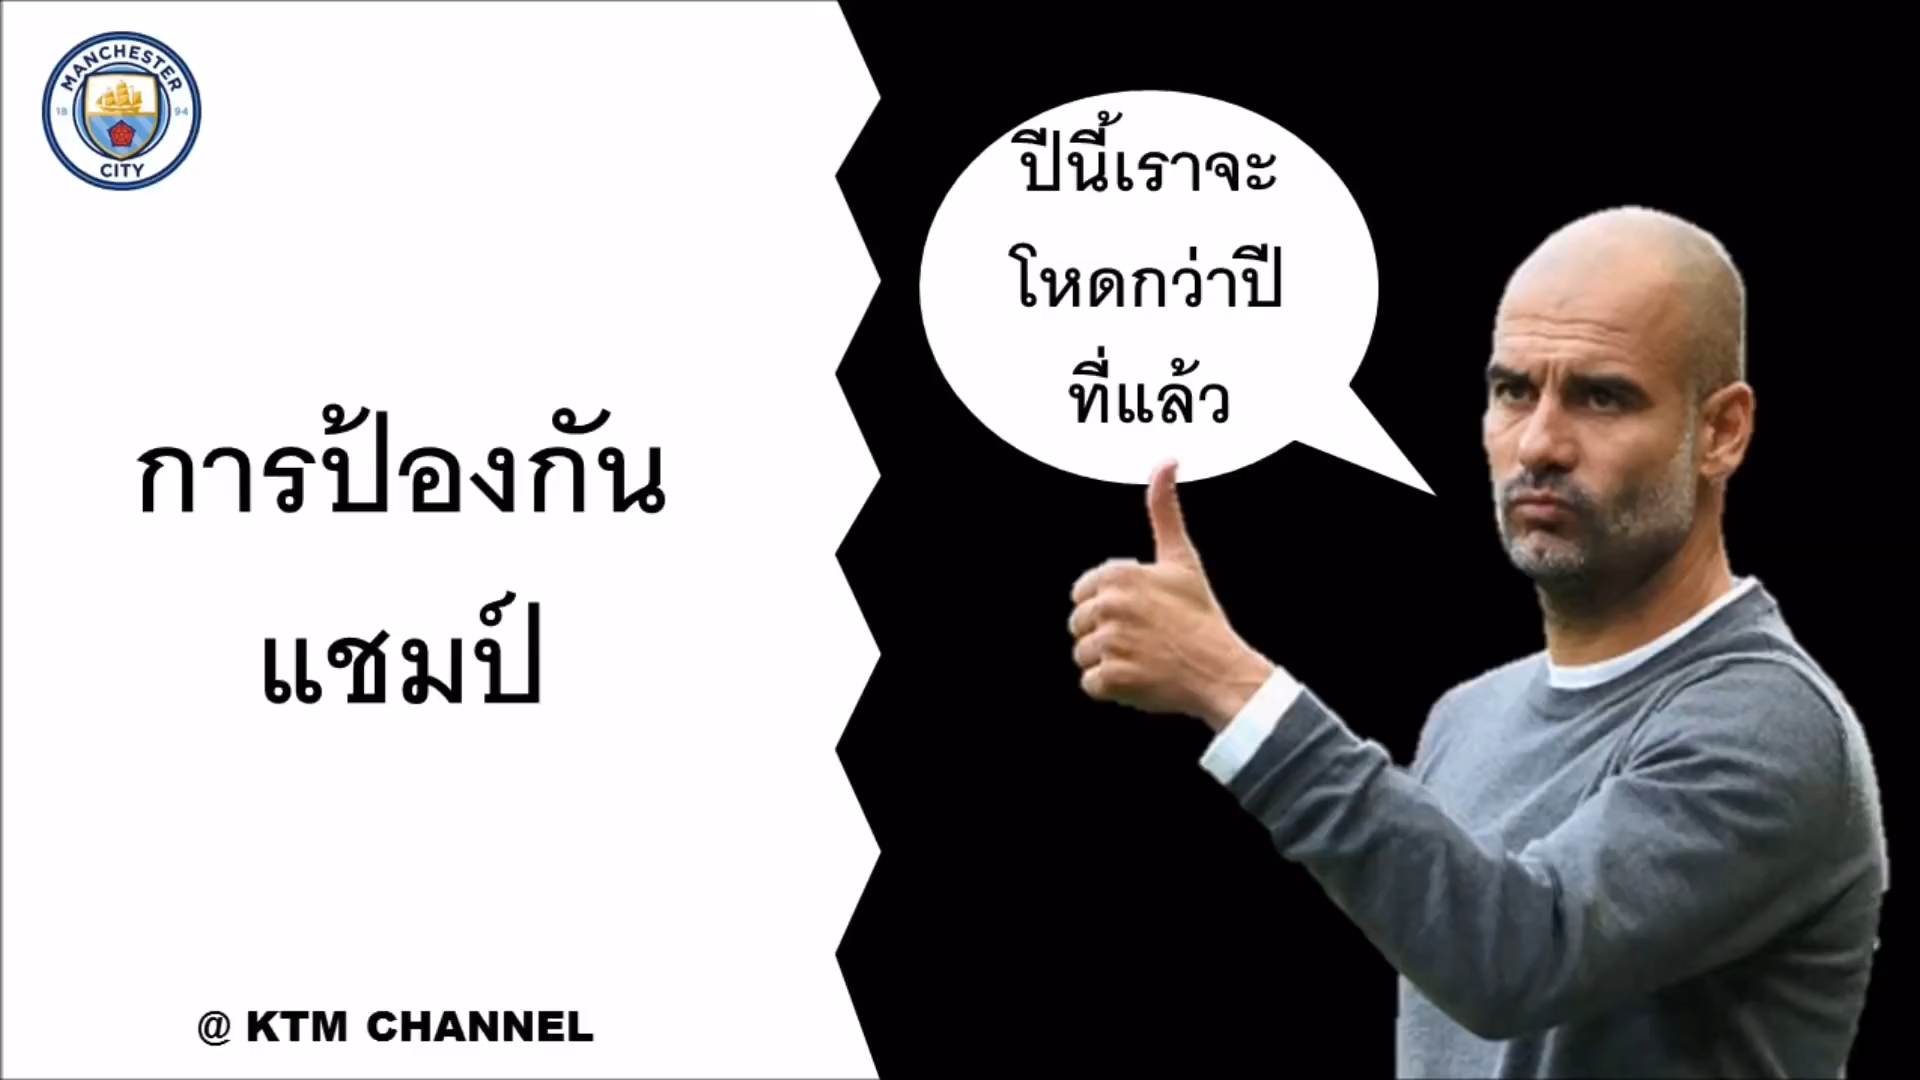 MANCHESTER
18 94
CITY
การป้องกัน
แชมป์
@ KTM CHANNEL
ปีนี้เราจะ
โหดกว่าปี
ที่แล้ว